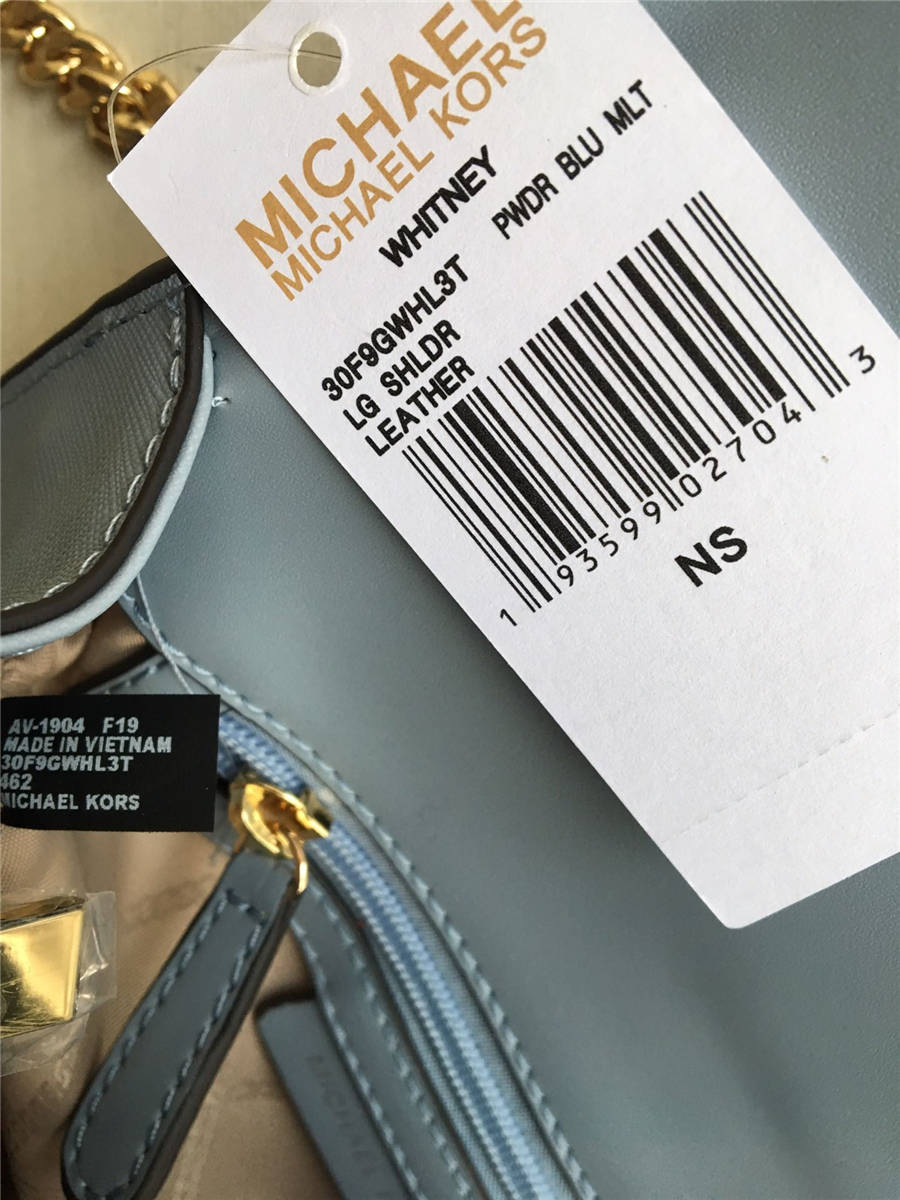 MICHAEL
MICHAEL KORS
WHITNEY
PWDR BLU MLT
30F9GWHL3T
LG SHLDR
LEATHER
1 93599 02704 3
NS
AV-1904 F19
MADE IN VIETNAM
30F9GWHL3T
462
MICHAEL KORS
MICHAEL